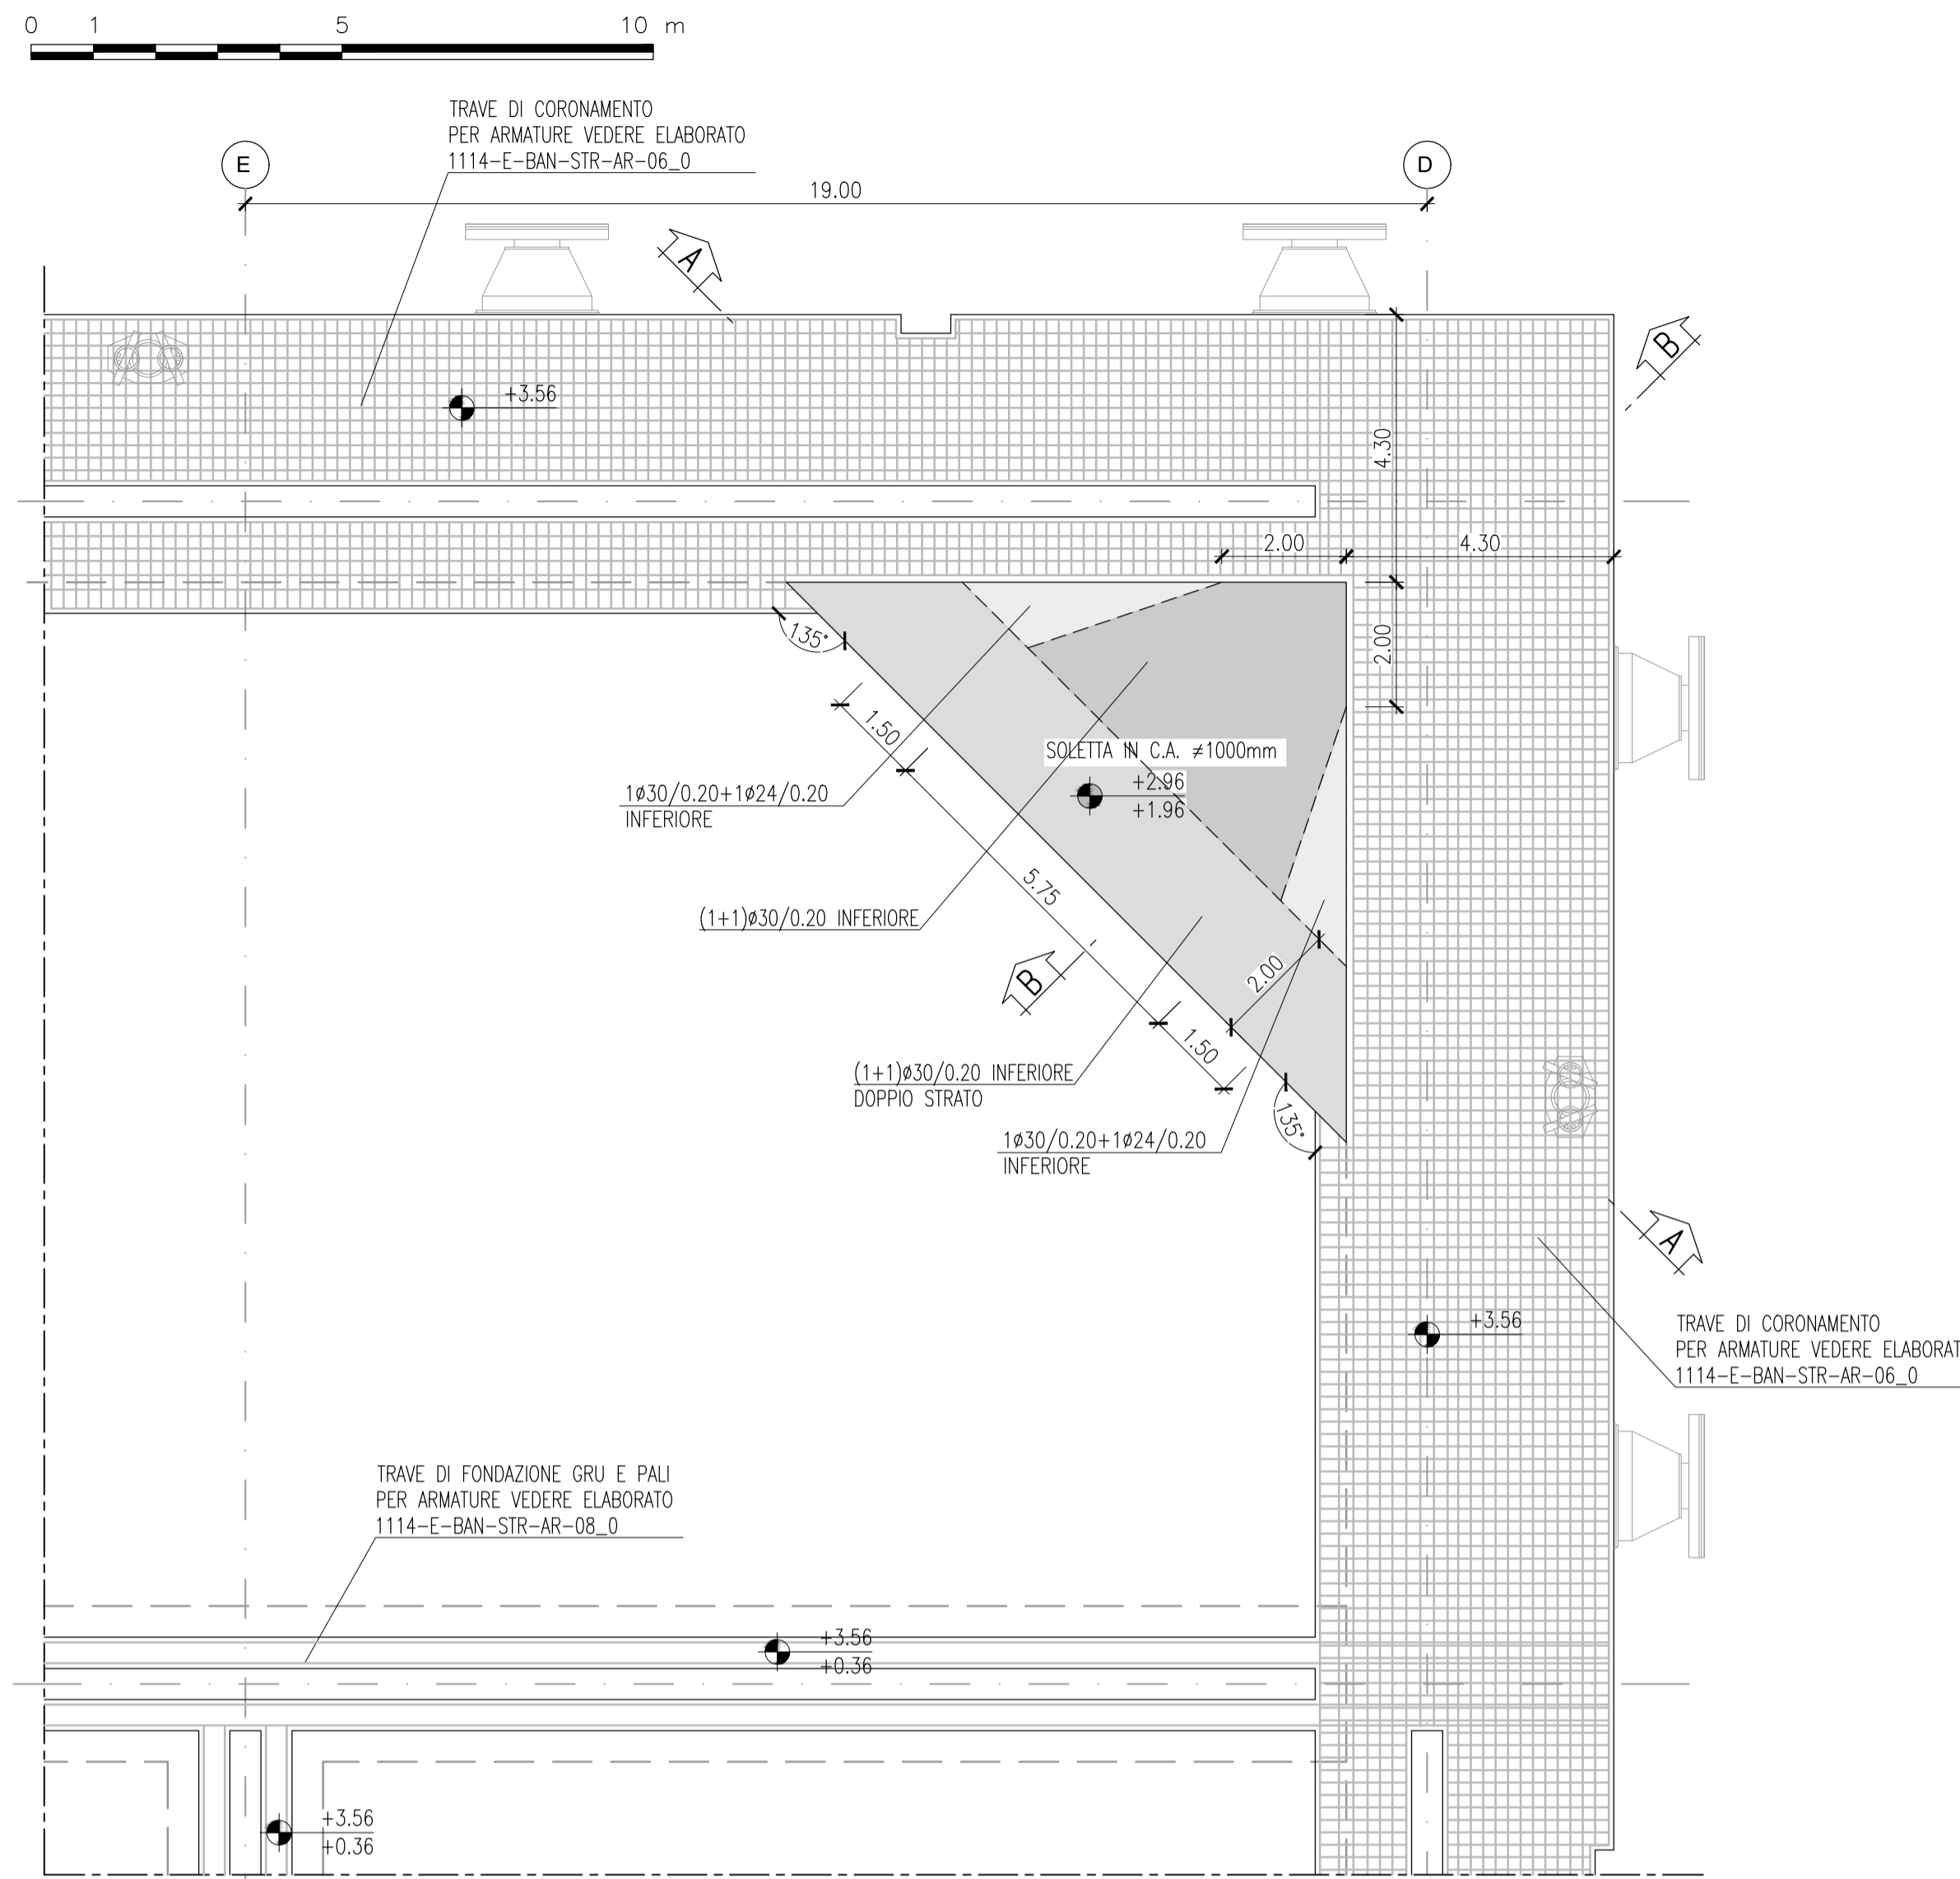 0 1 5 10 m
TRAVE DI CORONAMENTO
PER ARMATURE VEDERE ELABORATO
1114-E-BAN-STR-AR-06_0
E
D
19.00
A
B
+3.56
4.30
2.00
4.30
135°
2.00
1.50
SOLETTA IN C.A. ≠1000mm
+2.96
+1.96
1ø30/0.20+1ø24/0.20
INFERIORE
5.75
(1+1)ø30/0.20 INFERIORE
B
2.00
1.50
(1+1)ø30/0.20 INFERIORE
DOPPIO STRATO
135°
1ø30/0.20+1ø24/0.20
INFERIORE
A
+3.56
TRAVE DI CORONAMENTO
PER ARMATURE VEDERE ELABORAT
1114-E-BAN-STR-AR-06_0
TRAVE DI FONDAZIONE GRU E PALI
PER ARMATURE VEDERE ELABORATO
1114-E-BAN-STR-AR-08_0
+3.56
+0.36
+3.56
+0.36